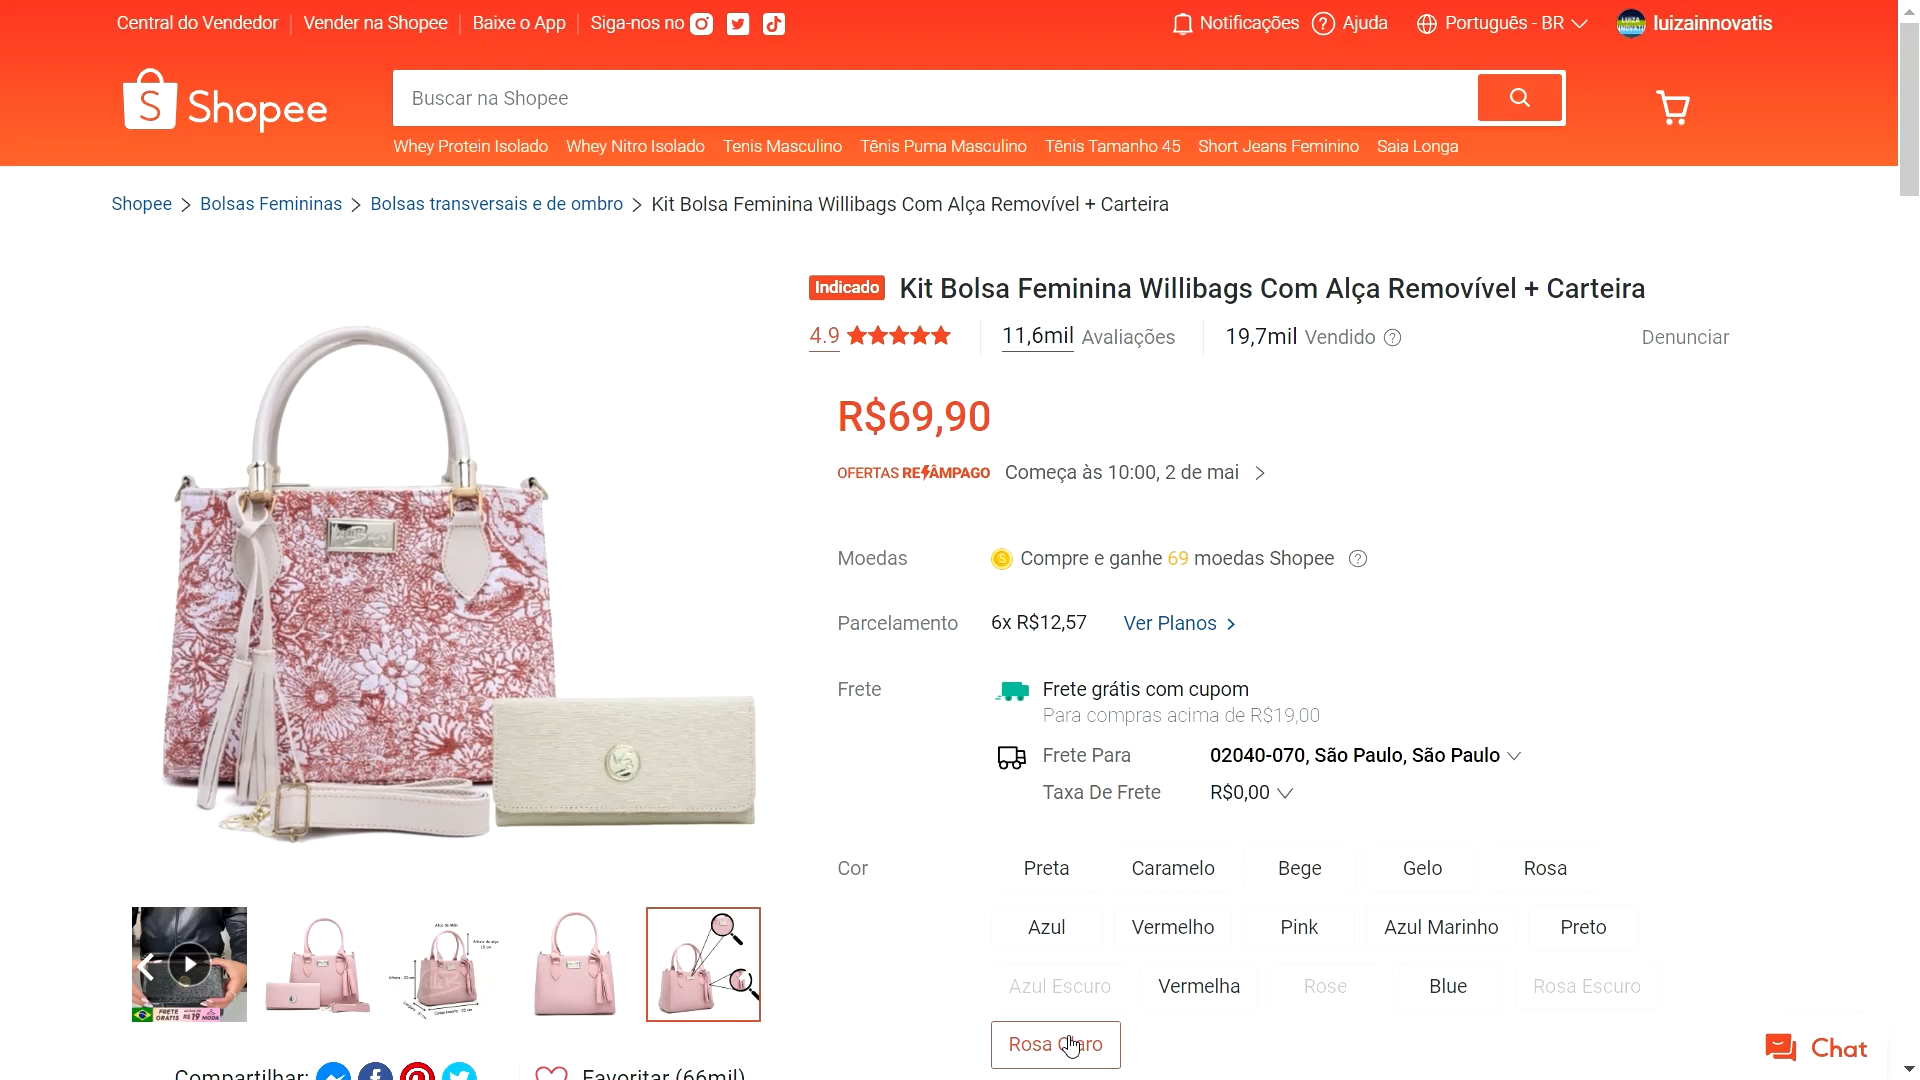 Central do Vendedor
Vender na Shopee
Baixe o App
Siga-nos no
Notificações
Ajuda
Português - BR
luizainnovatis
Shopee
Buscar na Shopee
Whey Protein Isolado
Whey Nitro Isolado
Tenis Masculino
Tênis Puma Masculino
Tênis Tamanho 45
Short Jeans Feminino
Saia Longa
Shopee > Bolsas Femininas > Bolsas transversais e de ombro > Kit Bolsa Feminina Willibags Com Alça Removível + Carteira
Indicado Kit Bolsa Feminina Willibags Com Alça Removível + Carteira
4.9 11,6mil Avaliações 19,7mil Vendido Denunciar
R$69,90
OFERTAS RELÂMPAGO Começa às 10:00, 2 de mai
Moedas Compre e ganhe 69 moedas Shopee
Parcelamento 6x R$12,57 Ver Planos
Frete Frete grátis com cupom
Para compras acima de R$19,00
Frete Para 02040-070, São Paulo, São Paulo
Taxa De Frete R$0,00
Cor Preta Caramelo Bege Gelo Rosa
Azul Vermelho Pink Azul Marinho Preto
Azul Escuro Vermelha Rose Blue Rosa Escuro
FRETE GRÁTIS
R$ 19 MODA
Rosa Claro
Chat
Compartilhar:
Favoritar (66mil)